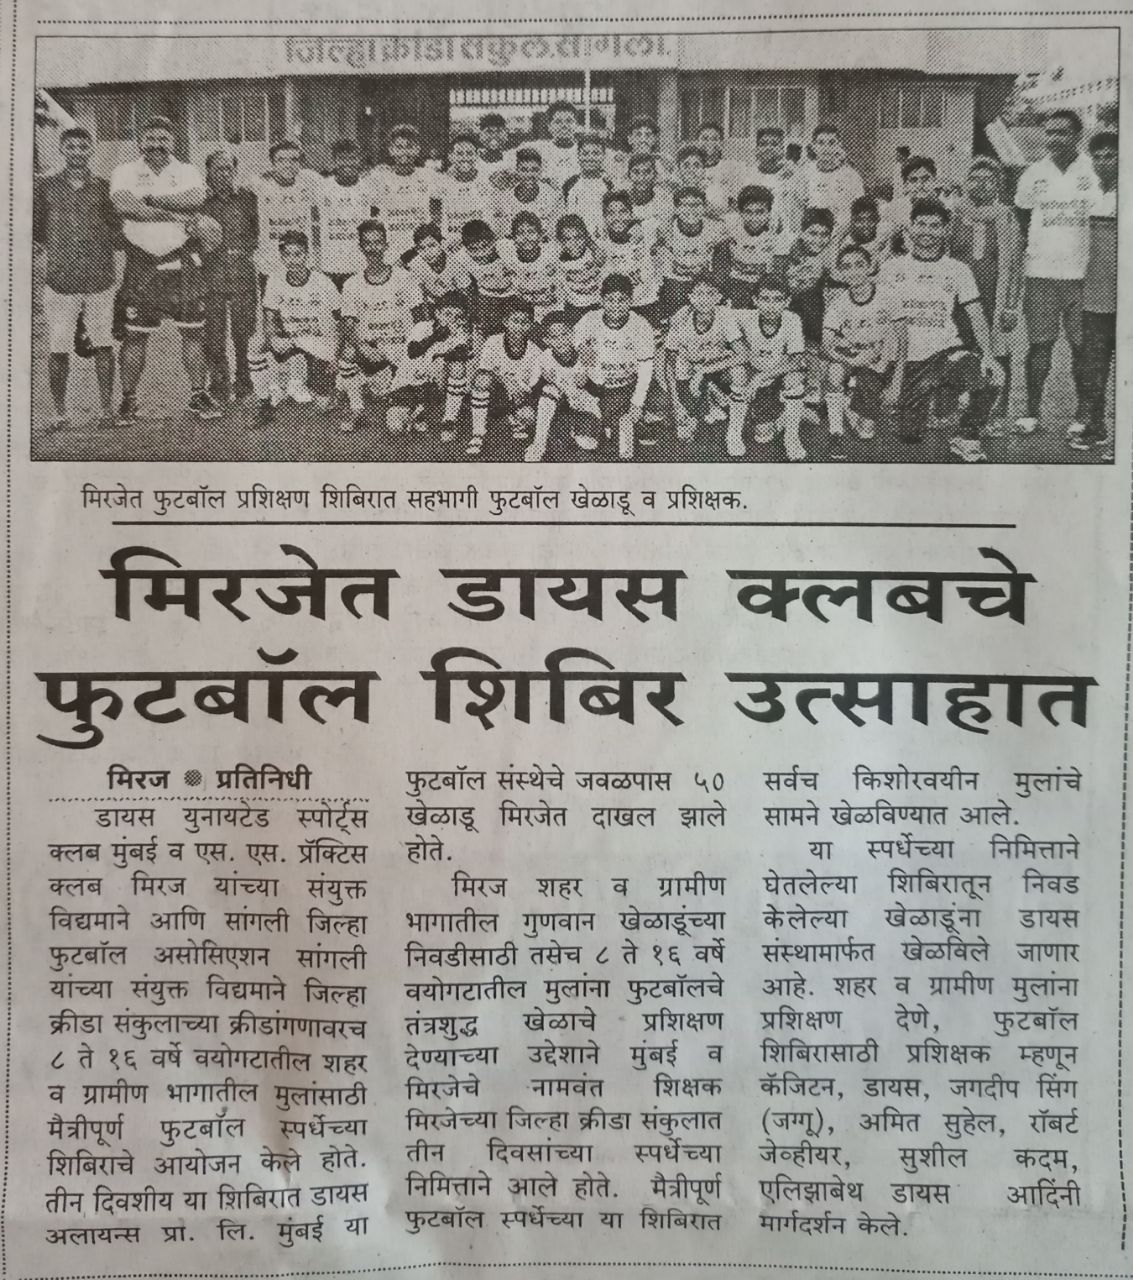 जिल्हा क्रीडा संकुल, सांगली.
मिरजेत फुटबॉल प्रशिक्षण शिबिरात सहभागी फुटबॉल खेळाडू व प्रशिक्षक.
मिरजेत डायस क्लबचे
फुटबॉल शिबिर उत्साहात
मिरज ● प्रतिनिधी
डायस युनायटेड स्पोर्ट्स
क्लब मुंबई व एस. एस. प्रॅक्टिस
क्लब मिरज यांच्या संयुक्त
विद्यमाने आणि सांगली जिल्हा
फुटबॉल असोसिएशन सांगली
यांच्या संयुक्त विद्यमाने जिल्हा
क्रीडा संकुलाच्या क्रीडांगणावरच
८ ते १६ वर्षे वयोगटातील शहर
व ग्रामीण भागातील मुलांसाठी
मैत्रीपूर्ण फुटबॉल स्पर्धेच्या
शिबिराचे आयोजन केले होते.
तीन दिवशीय या शिबिरात डायस
अलायन्स प्रा. लि. मुंबई या
फुटबॉल संस्थेचे जवळपास ५०
खेळाडू मिरजेत दाखल झाले
होते.
मिरज शहर व ग्रामीण
भागातील गुणवान खेळाडूंच्या
निवडीसाठी तसेच ८ ते १६ वर्षे
वयोगटातील मुलांना फुटबॉलचे
तंत्रशुद्ध खेळाचे प्रशिक्षण
देण्याच्या उद्देशाने मुंबई व
मिरजेचे नामवंत शिक्षक
मिरजेच्या जिल्हा क्रीडा संकुलात
तीन दिवसांच्या स्पर्धेच्या
निमित्ताने आले होते. मैत्रीपूर्ण
फुटबॉल स्पर्धेच्या या शिबिरात
सर्वच किशोरवयीन मुलांचे
सामने खेळविण्यात आले.
या स्पर्धेच्या निमित्ताने
घेतलेल्या शिबिरातून निवड
केलेल्या खेळाडूंना डायस
संस्थामार्फत खेळविले जाणार
आहे. शहर व ग्रामीण मुलांना
प्रशिक्षण देणे, फुटबॉल
शिबिरासाठी प्रशिक्षक म्हणून
कॅजिटन, डायस, जगदीप सिंग
(जग्गू), अमित सुहेल, रॉबर्ट
जेव्हीयर, सुशील कदम,
एलिझाबेथ डायस आदिंनी
मार्गदर्शन केले.